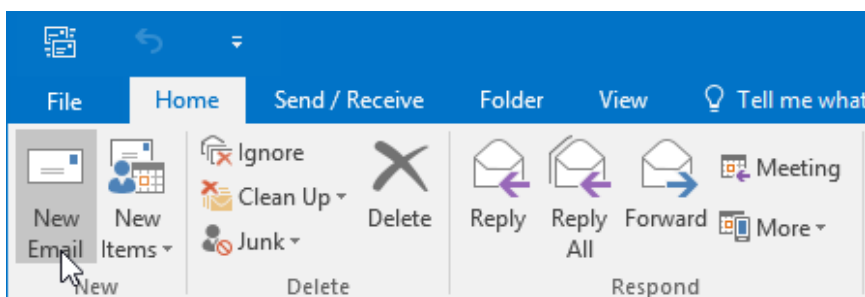 File Home Send / Receive Folder View Tell me what
New Email
New Items
Ignore
Clean Up
Junk
Delete
Reply
Reply All
Forward
Meeting
More
New Delete Respond